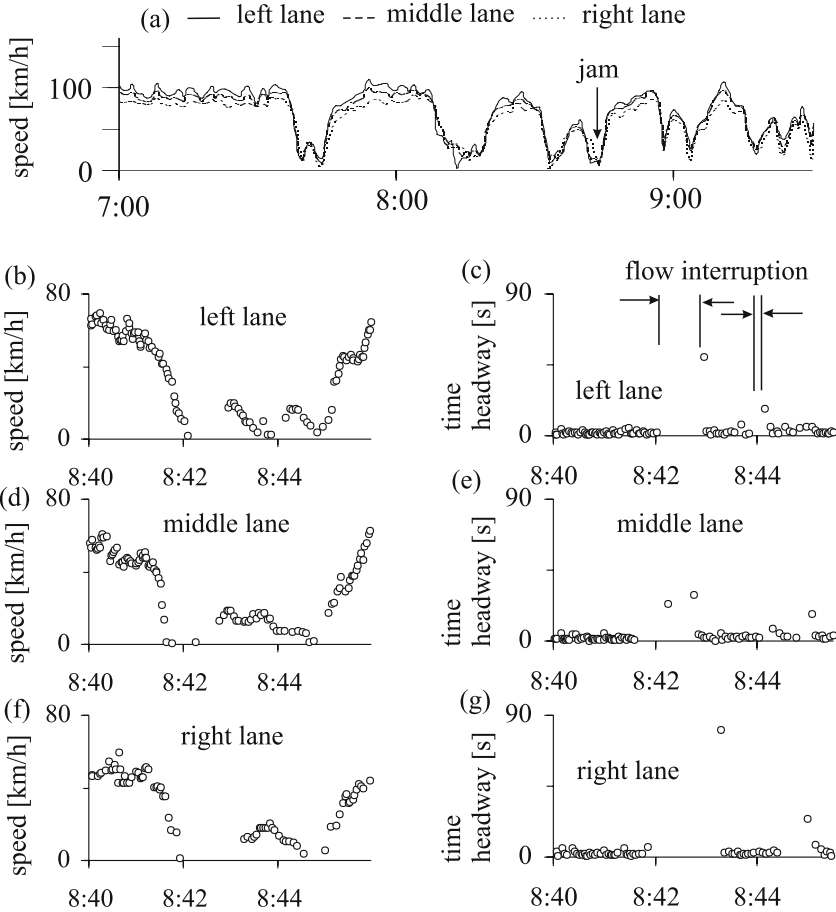 (a) left lane middle lane right lane
speed [km/h]
100
0
jam
7:00 8:00 9:00
(b)
speed [km/h]
80
0
left lane
8:40 8:42 8:44
(c)
flow interruption
time
headway [s]
90
0
left lane
8:40 8:42 8:44
(d)
speed [km/h]
80
0
middle lane
8:40 8:42 8:44
(e)
time
headway [s]
90
0
middle lane
8:40 8:42 8:44
(f)
speed [km/h]
80
0
right lane
8:40 8:42 8:44
(g)
time
headway [s]
90
0
right lane
8:40 8:42 8:44